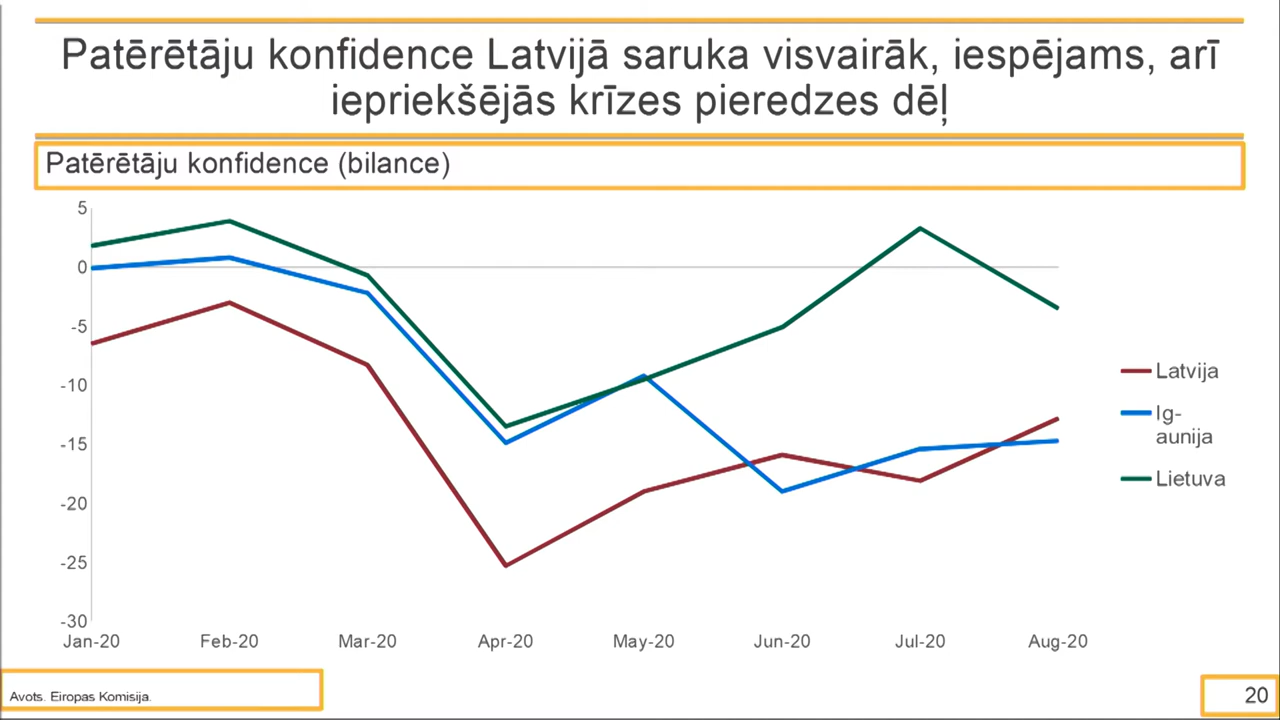 Patērētāju konfidence Latvijā saruka visvairāk, iespējams, arī
iepriekšējās krīzes pieredzes dēļ
Patērētāju konfidence (bilance)
5
0
-5
-10
-15
-20
-25
-30
Jan-20 Feb-20 Mar-20 Apr-20 May-20 Jun-20 Jul-20 Aug-20
Latvija
Ig-
aunija
Lietuva
Avots. Eiropas Komisija.
20